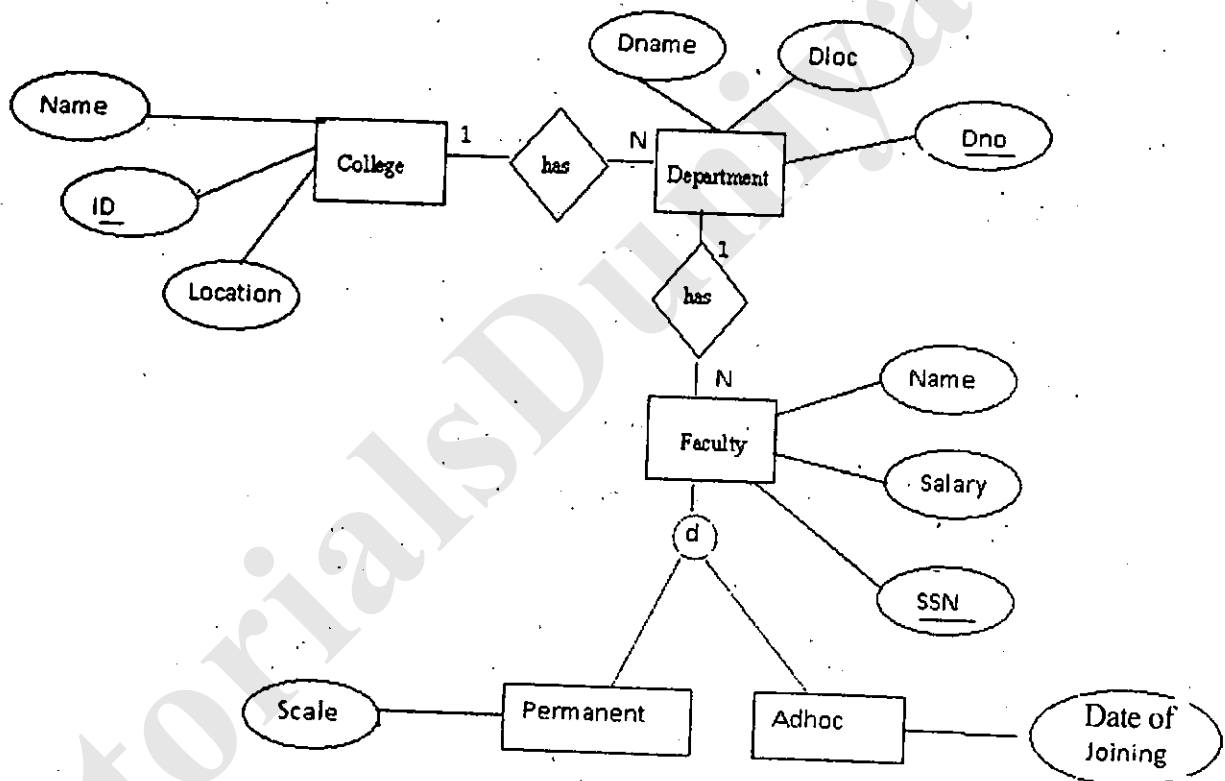 Dname
Dloc
Name
1
N
Dno
College
has
Department
ID
1
Location
has
N
Name
Faculty
Salary
d
SSN
Scale
Permanent
Adhoc
Date of
Joining
torialsDuniya